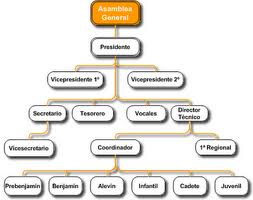 Asamblea
General
Presidente
Vicepresidente 1º
Vicepresidente 2º
Secretario
Tesorero
Vocales
Director
Técnico
Vicesecretario
Coordinador
1ª Regional
Prebenjamín
Benjamín
Alevín
Infantil
Cadete
Juvenil